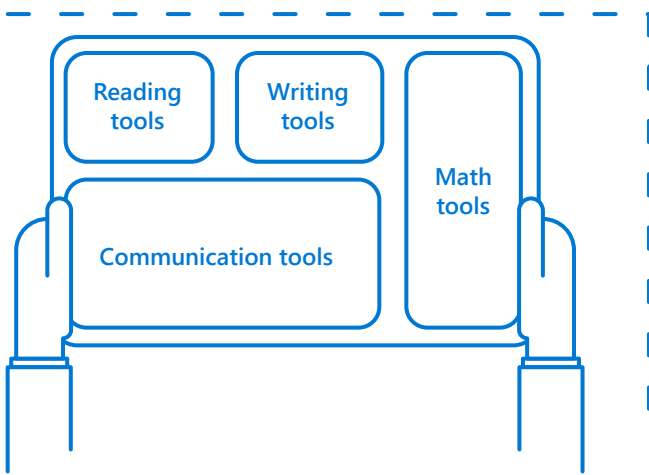 Reading
tools
Writing
tools
Math
tools
Communication tools